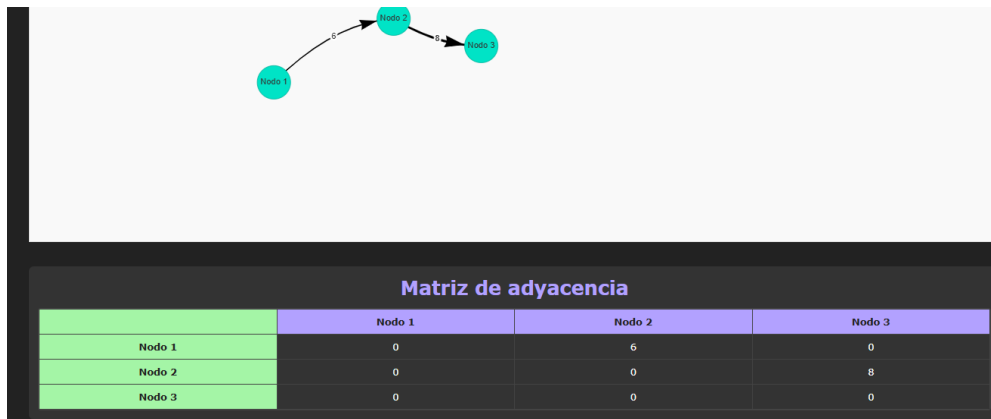 Nodo 2
6
8
Nodo 3
Nodo 1
Matriz de adyacencia
Nodo 1 Nodo 2 Nodo 3
Nodo 1 0 6 0
Nodo 2 0 0 8
Nodo 3 0 0 0